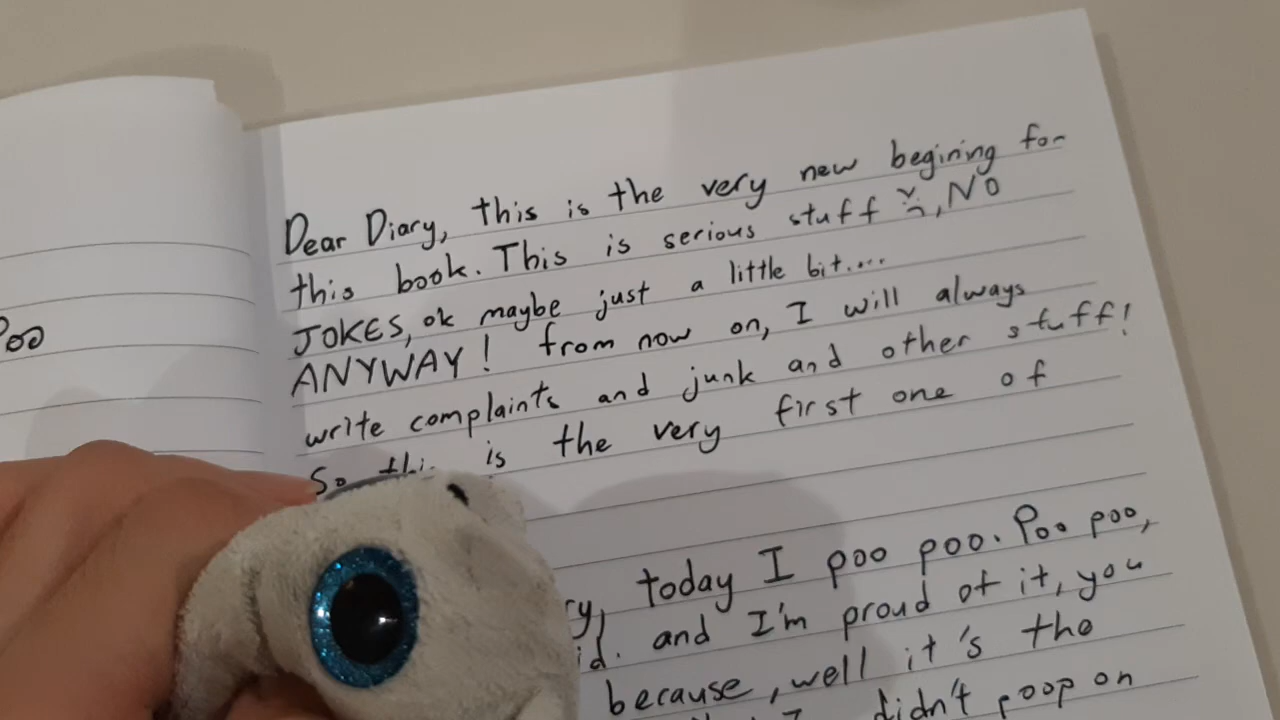 Poo
Dear Diary, this is the very new begining for
this book. This is serious stuff, NO
JOKES, ok maybe just a little bit....
ANYWAY! from now on, I will always
write complaints and junk and other stuff!
So this is the very first one of
today I poo poo. Poo poo,
and I'm proud of it, you
because, well it's the
didn't poop on